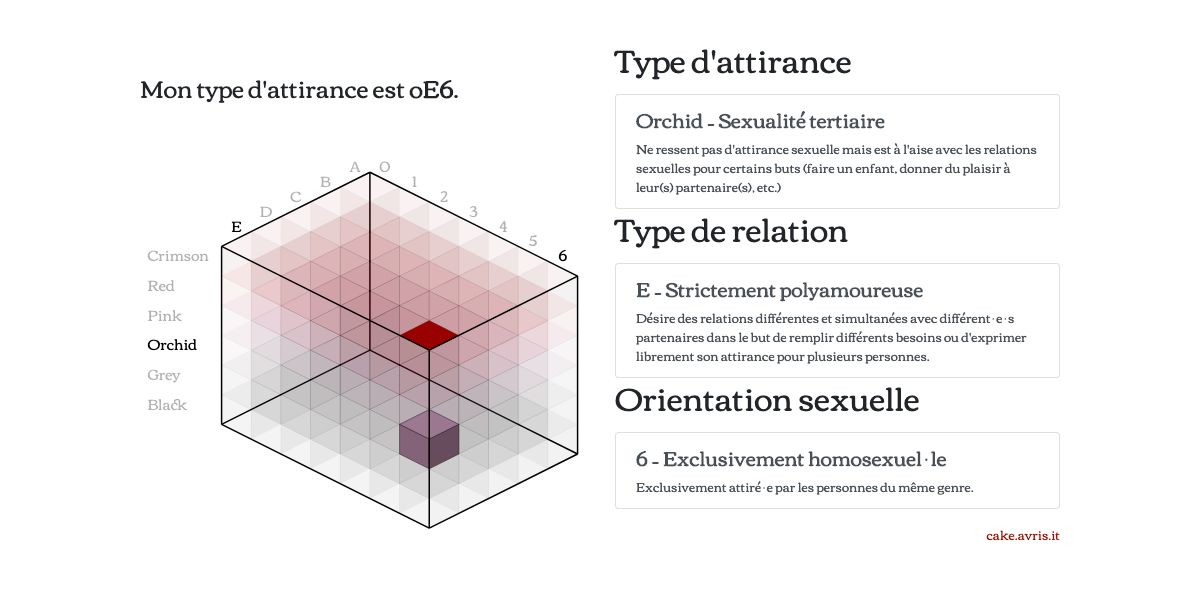 Mon type d'attirance est oE6.
A O
B 1
C 2
D 3
E 4
5
6
Crimson
Red
Pink
Orchid
Grey
Black
Type d'attirance
Orchid - Sexualité tertiaire
Ne ressent pas d'attirance sexuelle mais est à l'aise avec les relations
sexuelles pour certains buts (faire un enfant, donner du plaisir à
leur(s) partenaire(s), etc.)
Type de relation
E - Strictement polyamoureuse
Désire des relations différentes et simultanées avec différent·e·s
partenaires dans le but de remplir différents besoins ou d'exprimer
librement son attirance pour plusieurs personnes.
Orientation sexuelle
6 - Exclusivement homosexuel·le
Exclusivement attiré·e par les personnes du même genre.
cake.avris.it